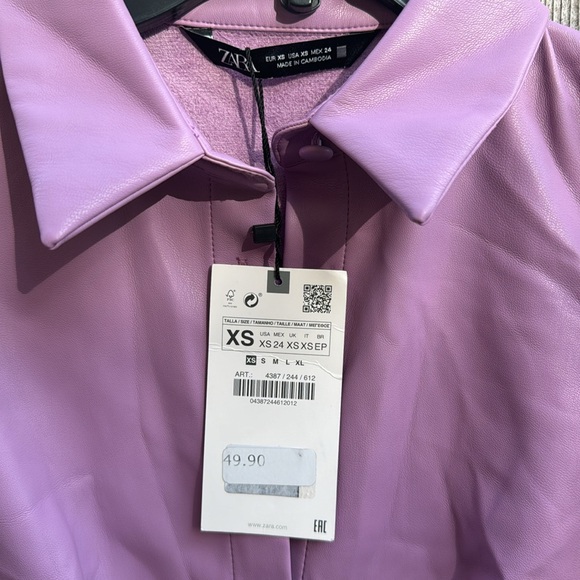 ZARA
EUR XS USA XS MEX 24
MADE IN CAMBODIA
FSC
TALLA / SIZE / TAMANHO / TAILLE / MAAT / MĒRĪCE
XS
USA MEX UK IT BR
XS 24 XS XS EP
XS S M L XL
ART.: 4387 / 244 / 612
04387244612012
49.90
www.zara.com
EAC